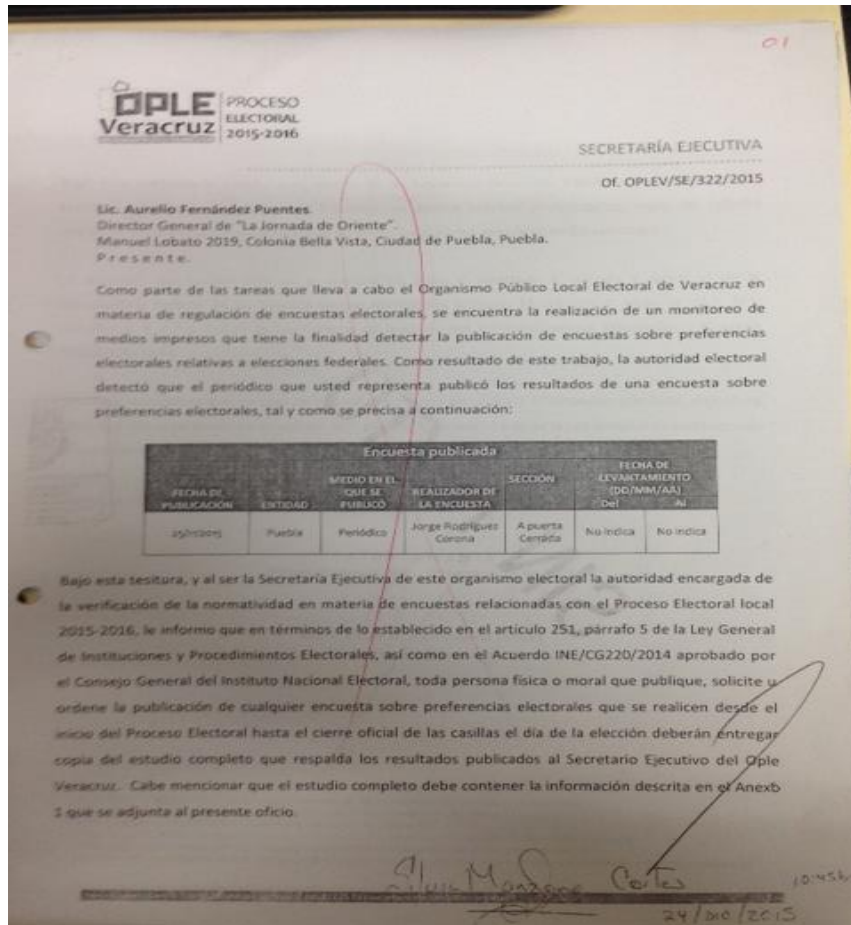 01
OPLE
Veracruz
PROCESO
ELECTORAL
2015-2016
SECRETARÍA EJECUTIVA
Of. OPLEV/SE/322/2015
Lic. Aurelio Fernández Puentes.
Director General de "La Jornada de Oriente".
Manuel Lobato 2019, Colonia Bella Vista, Ciudad de Puebla, Puebla.
P r e s e n t e.
Como parte de las tareas que lleva a cabo el Organismo Público Local Electoral de Veracruz en
materia de regulación de encuestas electorales, se encuentra la realización de un monitoreo de
medios impresos que tiene la finalidad detectar la publicación de encuestas sobre preferencias
electorales relativas a elecciones federales. Como resultado de este trabajo, la autoridad electoral
detectó que el periódico que usted representa publicó los resultados de una encuesta sobre
preferencias electorales, tal y como se precisa a continuación:
Encuesta publicada
FECHA DE PUBLICACIÓN ENTIDAD MEDIO EN EL QUE SE PUBLICÓ REALIZADOR DE LA ENCUESTA SECCIÓN FECHA DE LEVANTAMIENTO (DD/MM/AA) Del Al
Puebla Periódico Jorge Rodríguez Corona A puerta Cerrada No indica No indica
Bajo esta tesitura, y al ser la Secretaría Ejecutiva de este organismo electoral la autoridad encargada de
la verificación de la normatividad en materia de encuestas relacionadas con el Proceso Electoral local
2015-2016, le informo que en términos de lo establecido en el artículo 251, párrafo 5 de la Ley General
de Instituciones y Procedimientos Electorales, así como en el Acuerdo INE/CG220/2014 aprobado por
el Consejo General del Instituto Nacional Electoral, toda persona física o moral que publique, solicite u
ordene la publicación de cualquier encuesta sobre preferencias electorales que se realicen desde el
inicio del Proceso Electoral hasta el cierre oficial de las casillas el día de la elección deberán entregar
copia del estudio completo que respalda los resultados publicados al Secretario Ejecutivo del Ople
Veracruz. Cabe mencionar que el estudio completo debe contener la información descrita en el Anexo
1 que se adjunta al presente oficio.
Cortes
24/DIC/2015